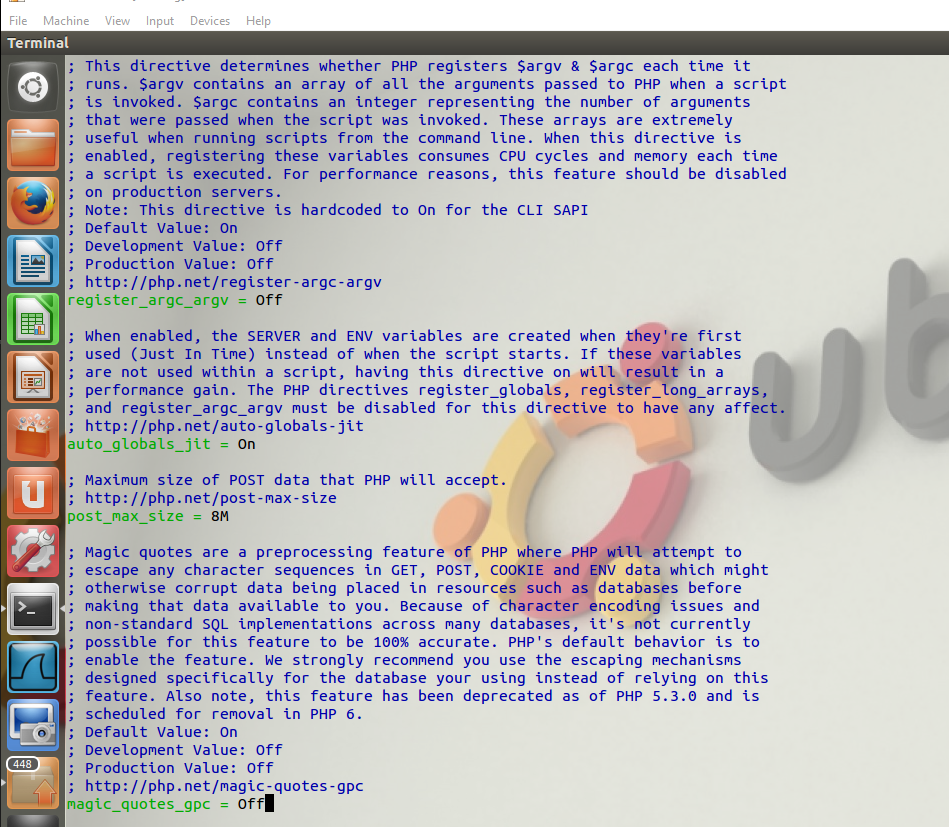 File Machine View Input Devices Help
Terminal
; This directive determines whether PHP registers $argv & $argc each time it
; runs. $argv contains an array of all the arguments passed to PHP when a script
; is invoked. $argc contains an integer representing the number of arguments
; that were passed when the script was invoked. These arrays are extremely
; useful when running scripts from the command line. When this directive is
; enabled, registering these variables consumes CPU cycles and memory each time
; a script is executed. For performance reasons, this feature should be disabled
; on production servers.
; Note: This directive is hardcoded to On for the CLI SAPI
; Default Value: On
; Development Value: Off
; Production Value: Off
; http://php.net/register-argc-argv
register_argc_argv = Off
; When enabled, the SERVER and ENV variables are created when they're first
; used (Just In Time) instead of when the script starts. If these variables
; are not used within a script, having this directive on will result in a
; performance gain. The PHP directives register_globals, register_long_arrays,
; and register_argc_argv must be disabled for this directive to have any affect.
; http://php.net/auto-globals-jit
auto_globals_jit = On
; Maximum size of POST data that PHP will accept.
; http://php.net/post-max-size
post_max_size = 8M
; Magic quotes are a preprocessing feature of PHP where PHP will attempt to
; escape any character sequences in GET, POST, COOKIE and ENV data which might
; otherwise corrupt data being placed in resources such as databases before
; making that data available to you. Because of character encoding issues and
; non-standard SQL implementations across many databases, it's not currently
; possible for this feature to be 100% accurate. PHP's default behavior is to
; enable the feature. We strongly recommend you use the escaping mechanisms
; designed specifically for the database your using instead of relying on this
; feature. Also note, this feature has been deprecated as of PHP 5.3.0 and is
; scheduled for removal in PHP 6.
; Default Value: On
; Development Value: Off
; Production Value: Off
; http://php.net/magic-quotes-gpc
magic_quotes_gpc = Off
448
ub